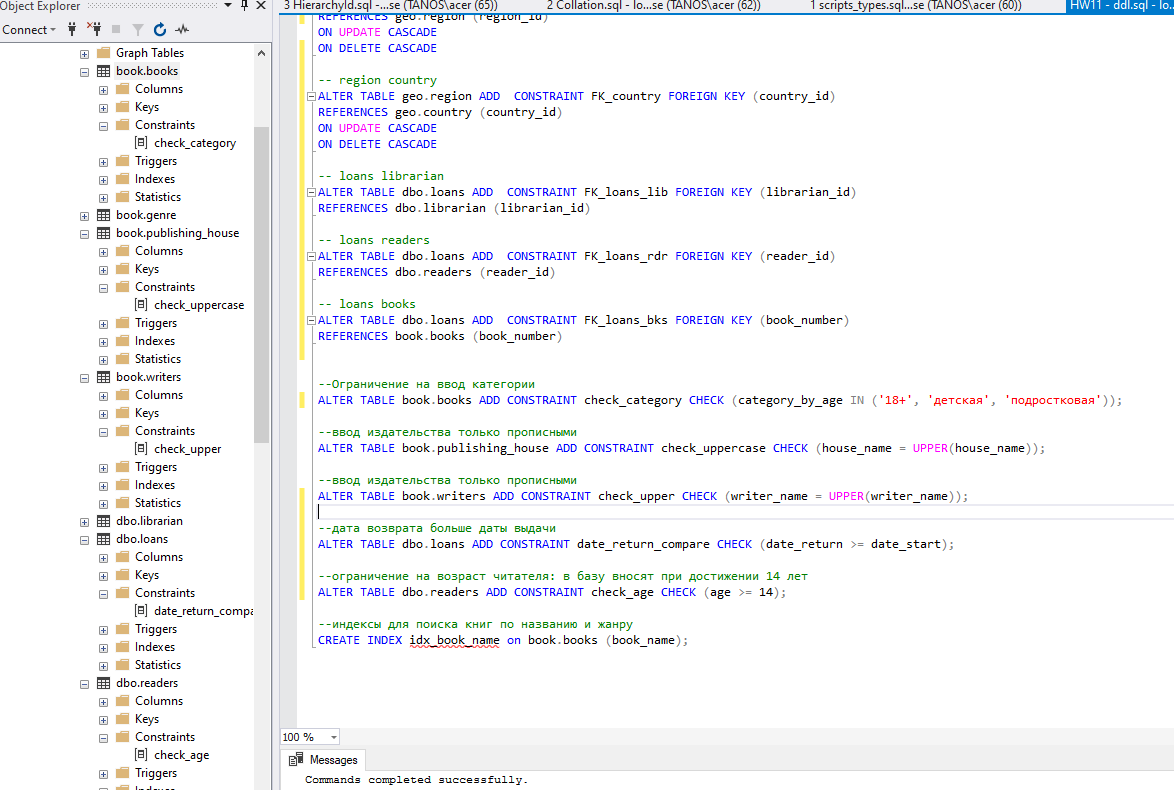 Object Explorer
3 HierarchyId.sql -...se (TANOS\acer (65))
2 Collation.sql - lo...se (TANOS\acer (62))
1 scripts_types.sql...se (TANOS\acer (60))
HW11 - ddl.sql - lo...
Connect
Graph Tables
book.books
Columns
Keys
Constraints
check_category
Triggers
Indexes
Statistics
book.genre
book.publishing_house
Columns
Keys
Constraints
check_uppercase
Triggers
Indexes
Statistics
book.writers
Columns
Keys
Constraints
check_upper
Triggers
Indexes
Statistics
dbo.librarian
dbo.loans
Columns
Keys
Constraints
date_return_compa
Triggers
Indexes
Statistics
dbo.readers
Columns
Keys
Constraints
check_age
Triggers
Indexes
REFERENCES geo.region (region_id)
ON UPDATE CASCADE
ON DELETE CASCADE
-- region country
ALTER TABLE geo.region ADD  CONSTRAINT FK_country FOREIGN KEY (country_id)
REFERENCES geo.country (country_id)
ON UPDATE CASCADE
ON DELETE CASCADE
-- loans librarian
ALTER TABLE dbo.loans ADD  CONSTRAINT FK_loans_lib FOREIGN KEY (librarian_id)
REFERENCES dbo.librarian (librarian_id)
-- loans readers
ALTER TABLE dbo.loans ADD  CONSTRAINT FK_loans_rdr FOREIGN KEY (reader_id)
REFERENCES dbo.readers (reader_id)
-- loans books
ALTER TABLE dbo.loans ADD  CONSTRAINT FK_loans_bks FOREIGN KEY (book_number)
REFERENCES book.books (book_number)
--Ограничение на ввод категории
ALTER TABLE book.books ADD CONSTRAINT check_category CHECK (category_by_age IN ('18+', 'детская', 'подростковая'));
--ввод издательства только прописными
ALTER TABLE book.publishing_house ADD CONSTRAINT check_uppercase CHECK (house_name = UPPER(house_name));
--ввод издательства только прописными
ALTER TABLE book.writers ADD CONSTRAINT check_upper CHECK (writer_name = UPPER(writer_name));
--дата возврата больше даты выдачи
ALTER TABLE dbo.loans ADD CONSTRAINT date_return_compare CHECK (date_return >= date_start);
--ограничение на возраст читателя: в базу вносят при достижении 14 лет
ALTER TABLE dbo.readers ADD CONSTRAINT check_age CHECK (age >= 14);
--индексы для поиска книг по названию и жанру
CREATE INDEX idx_book_name on book.books (book_name);
100 %
Messages
Commands completed successfully.